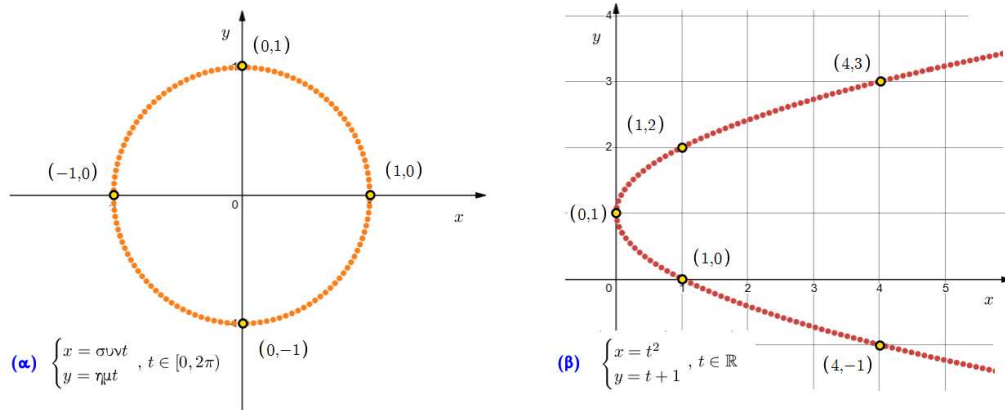 y
(0,1)
(-1,0)
(1,0)
0
x
(0,-1)
(α) { x = συνt
y = ημt , t ∈ [0, 2π)
4
y
(4,3)
3
(1,2)
2
(0,1)
1
(1,0)
0 1 2 3 4 5
x
(4,-1)
(β) { x = t²
y = t + 1 , t ∈ ℝ